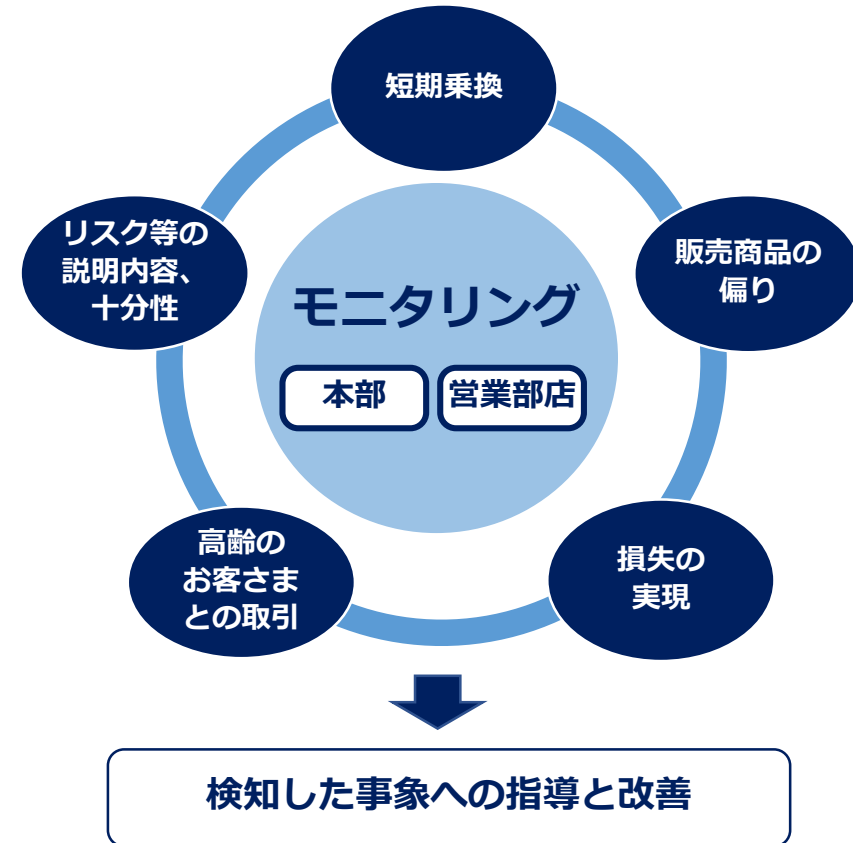 短期乗換
リスク等の
説明内容、
十分性
販売商品の
偏り
モニタリング
本部
営業部店
高齢の
お客さま
との取引
損失の
実現
検知した事象への指導と改善